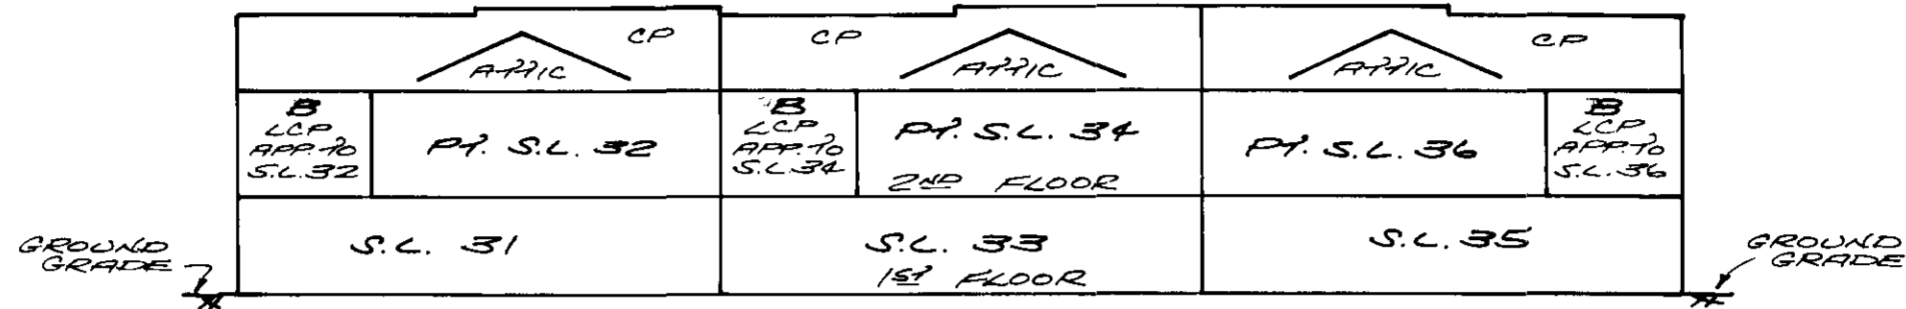 CP
ATTIC
CP
ATTIC
CP
ATTIC
B
LCP
APP. TO
S.L. 32
PT. S.L. 32
B
LCP
APP. TO
S.L. 34
PT. S.L. 34
2ND FLOOR
PT. S.L. 36
B
LCP
APP. TO
S.L. 36
GROUND
GRADE
S.L. 31
S.L. 33
1ST FLOOR
S.L. 35
GROUND
GRADE